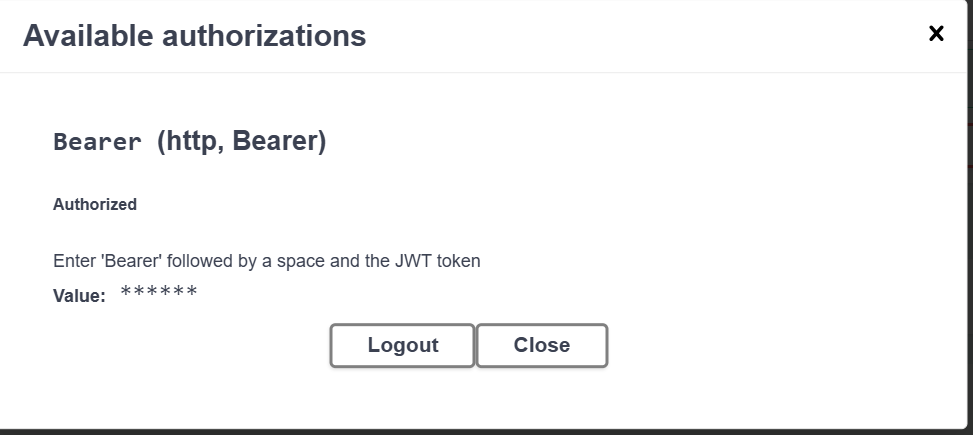 Available authorizations
Bearer (http, Bearer)
Authorized
Enter 'Bearer' followed by a space and the JWT token
Value: ******
Logout Close